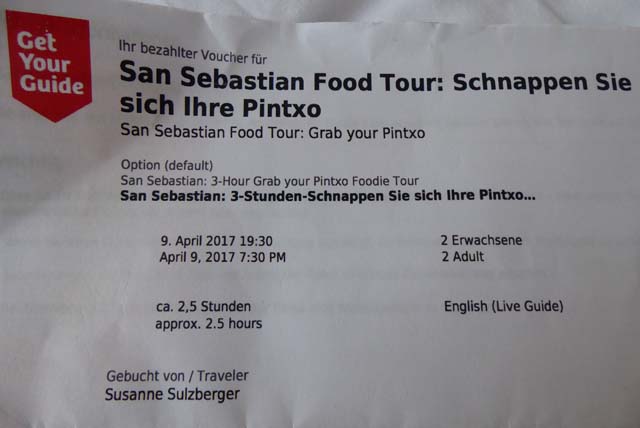 Get
Your
Guide
Ihr bezahlter Voucher für
San Sebastian Food Tour: Schnappen Sie
sich Ihre Pintxo
San Sebastian Food Tour: Grab your Pintxo
Option (default)
San Sebastian: 3-Hour Grab your Pintxo Foodie Tour
San Sebastian: 3-Stunden-Schnappen Sie sich Ihre Pintxo...
9. April 2017 19:30
2 Erwachsene
April 9, 2017 7:30 PM
2 Adult
ca. 2,5 Stunden
English (Live Guide)
approx. 2.5 hours
Gebucht von / Traveler
Susanne Sulzberger